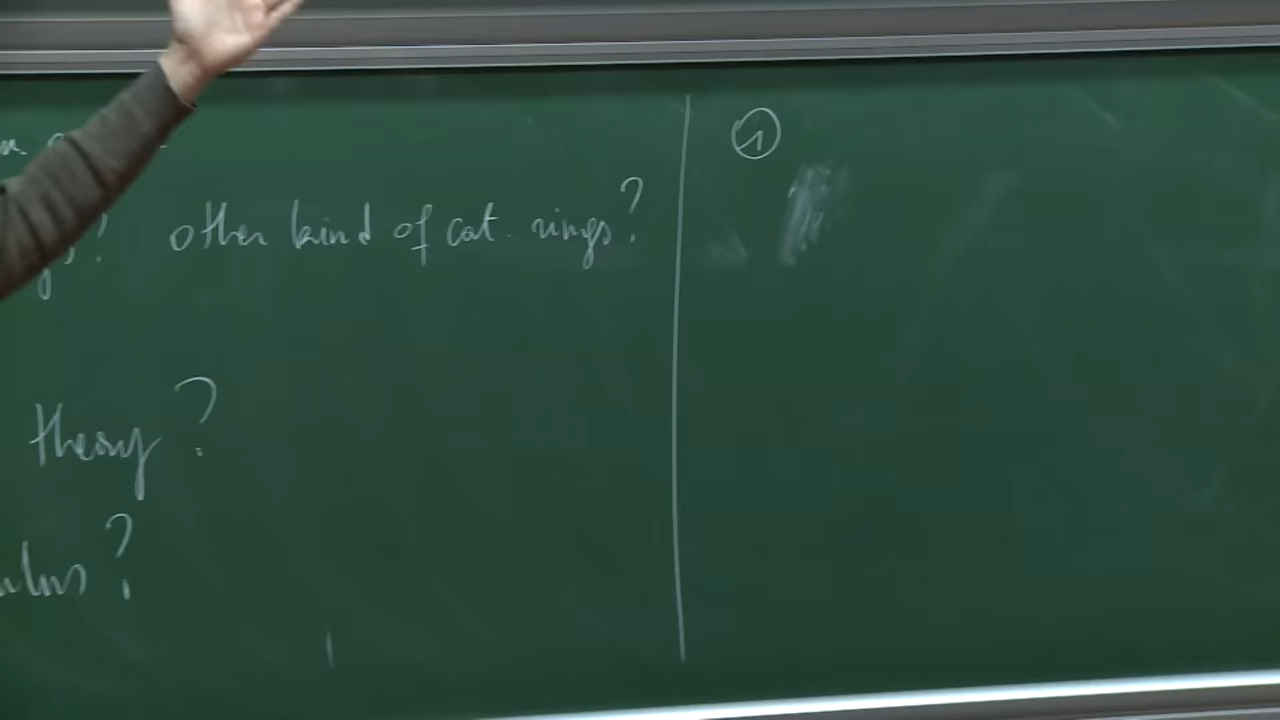 other kind of cat. rings?
theory?
①